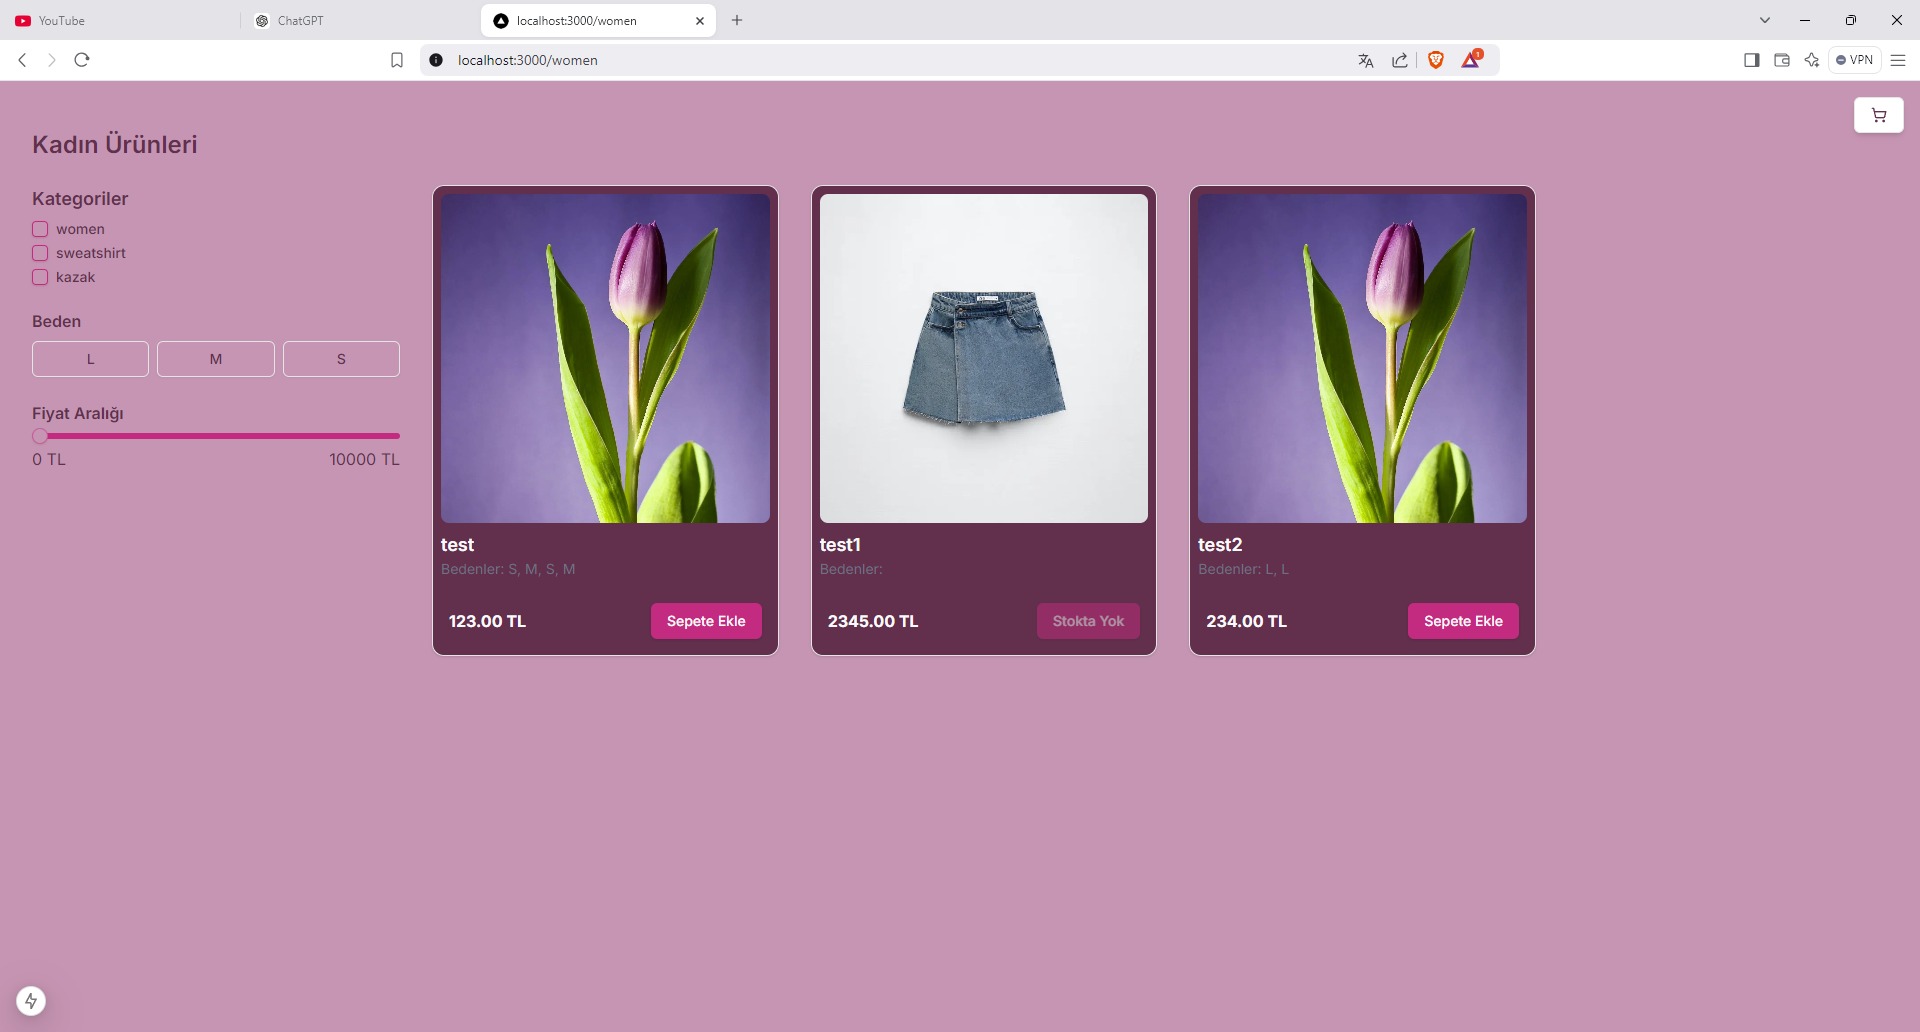 YouTube
ChatGPT
localhost:3000/women
localhost:3000/women
1
VPN
Kadın Ürünleri
Kategoriler
women
sweatshirt
kazak
Beden
L M S
Fiyat Aralığı
0 TL 10000 TL
test
Bedenler: S, M, S, M
123.00 TL
Sepete Ekle
test1
Bedenler:
2345.00 TL
Stokta Yok
test2
Bedenler: L, L
234.00 TL
Sepete Ekle